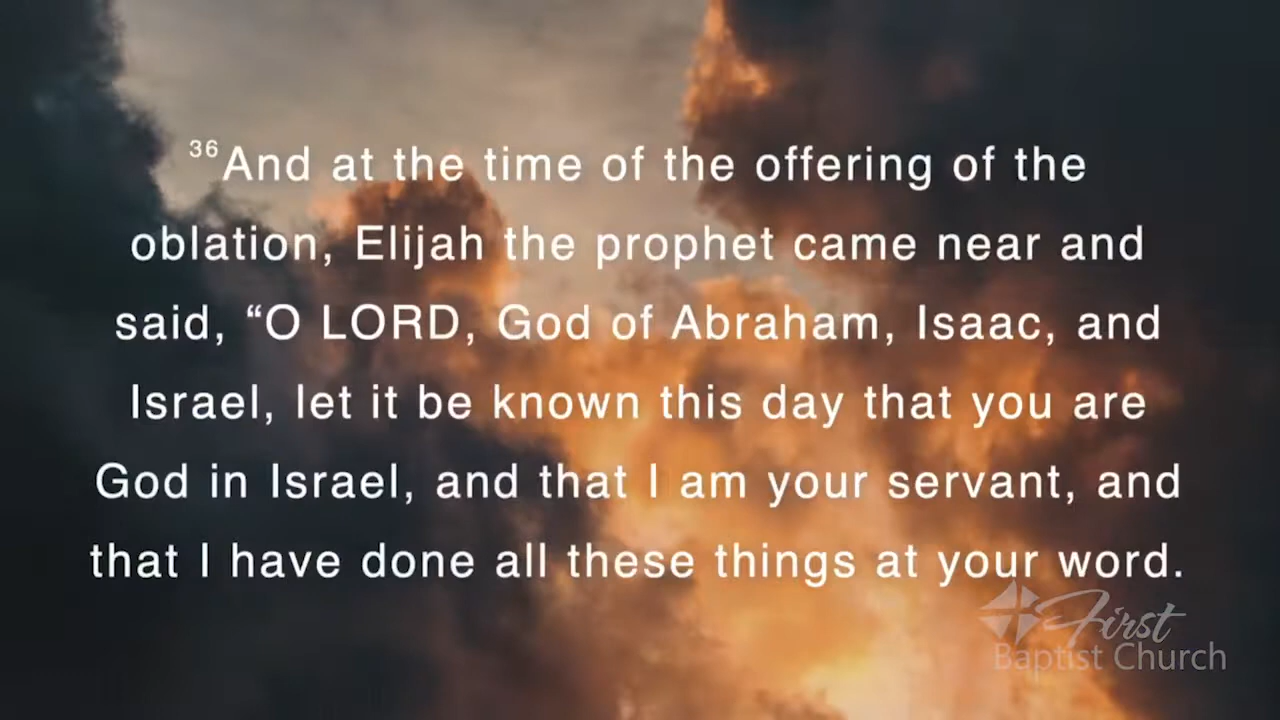 36And at the time of the offering of the
oblation, Elijah the prophet came near and
said, “O LORD, God of Abraham, Isaac, and
Israel, let it be known this day that you are
God in Israel, and that I am your servant, and
that I have done all these things at your word.
First
Baptist Church